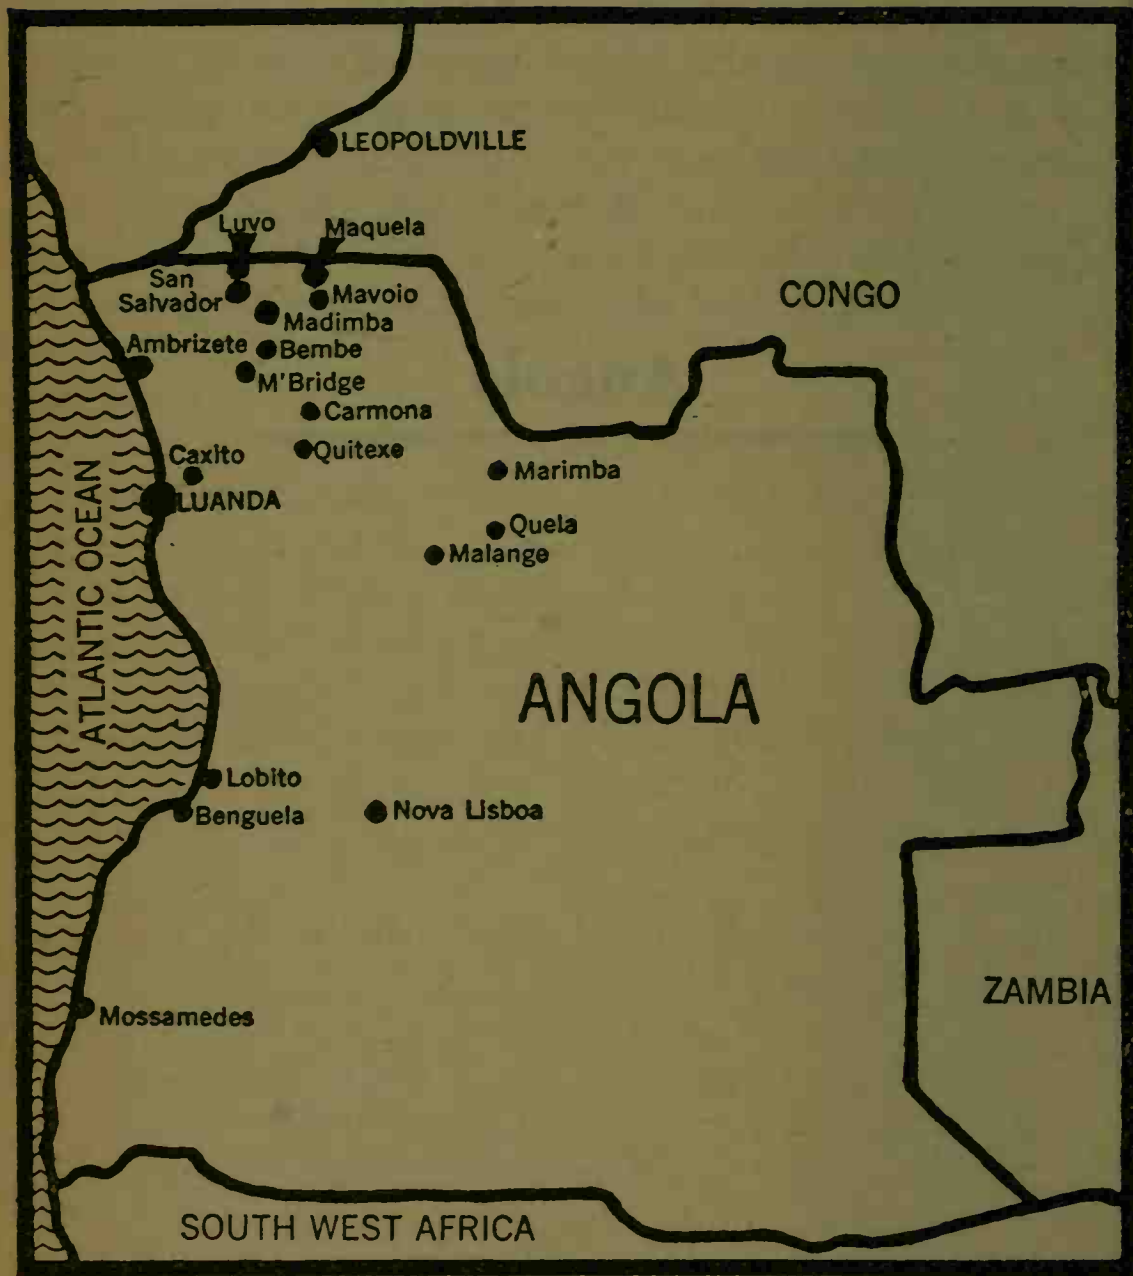 LEOPOLDVILLE
Luvo
Maquela
San
Salvador
Mavoio
CONGO
Madimba
Ambrizete
Bembe
M'Bridge
Carmona
Caxito
Quitexe
Marimba
LUANDA
Quela
Malange
ATLANTIC OCEAN
ANGOLA
Lobito
Benguela
Nova Lisboa
ZAMBIA
Mossamedes
SOUTH WEST AFRICA